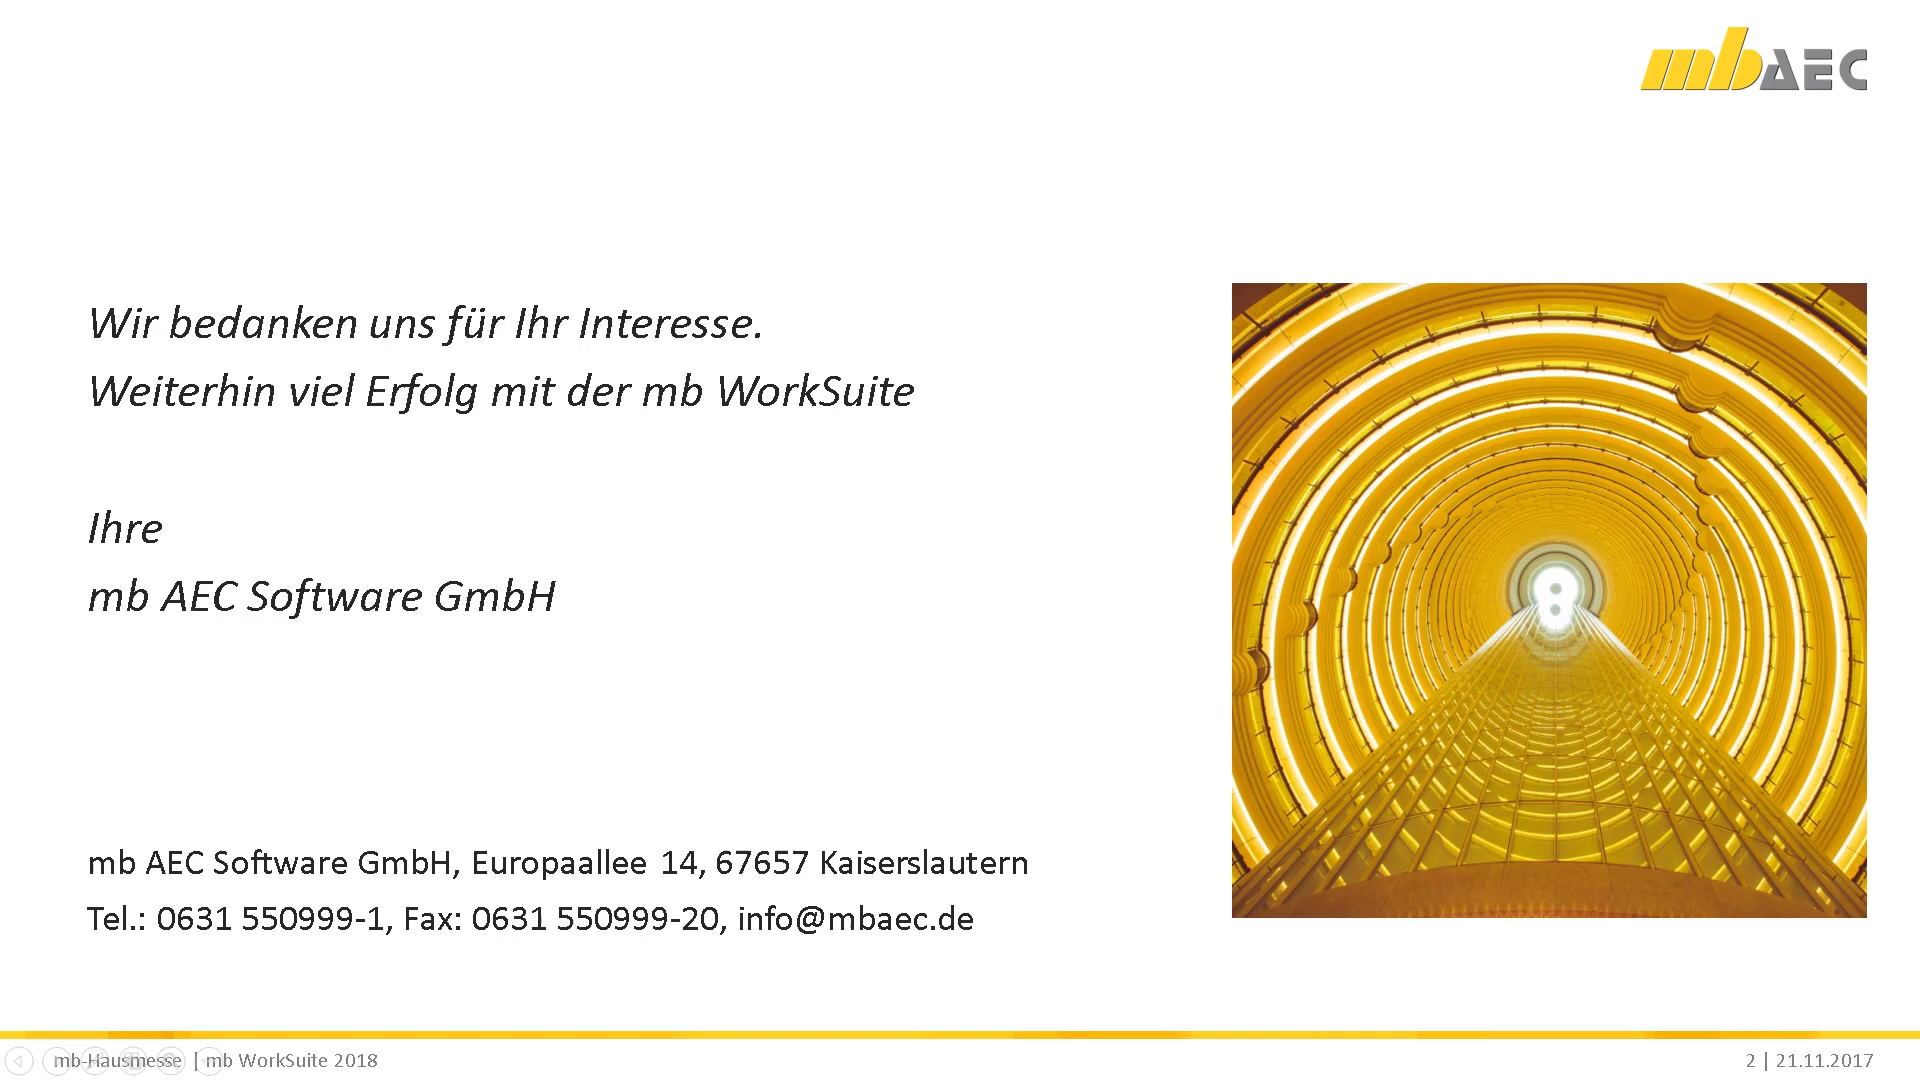 mb AEC
Wir bedanken uns für Ihr Interesse.
Weiterhin viel Erfolg mit der mb WorkSuite
Ihre
mb AEC Software GmbH
mb AEC Software GmbH, Europaallee 14, 67657 Kaiserslautern
Tel.: 0631 550999-1, Fax: 0631 550999-20, info@mbaec.de
mb-Hausmesse | mb WorkSuite 2018
2 | 21.11.2017